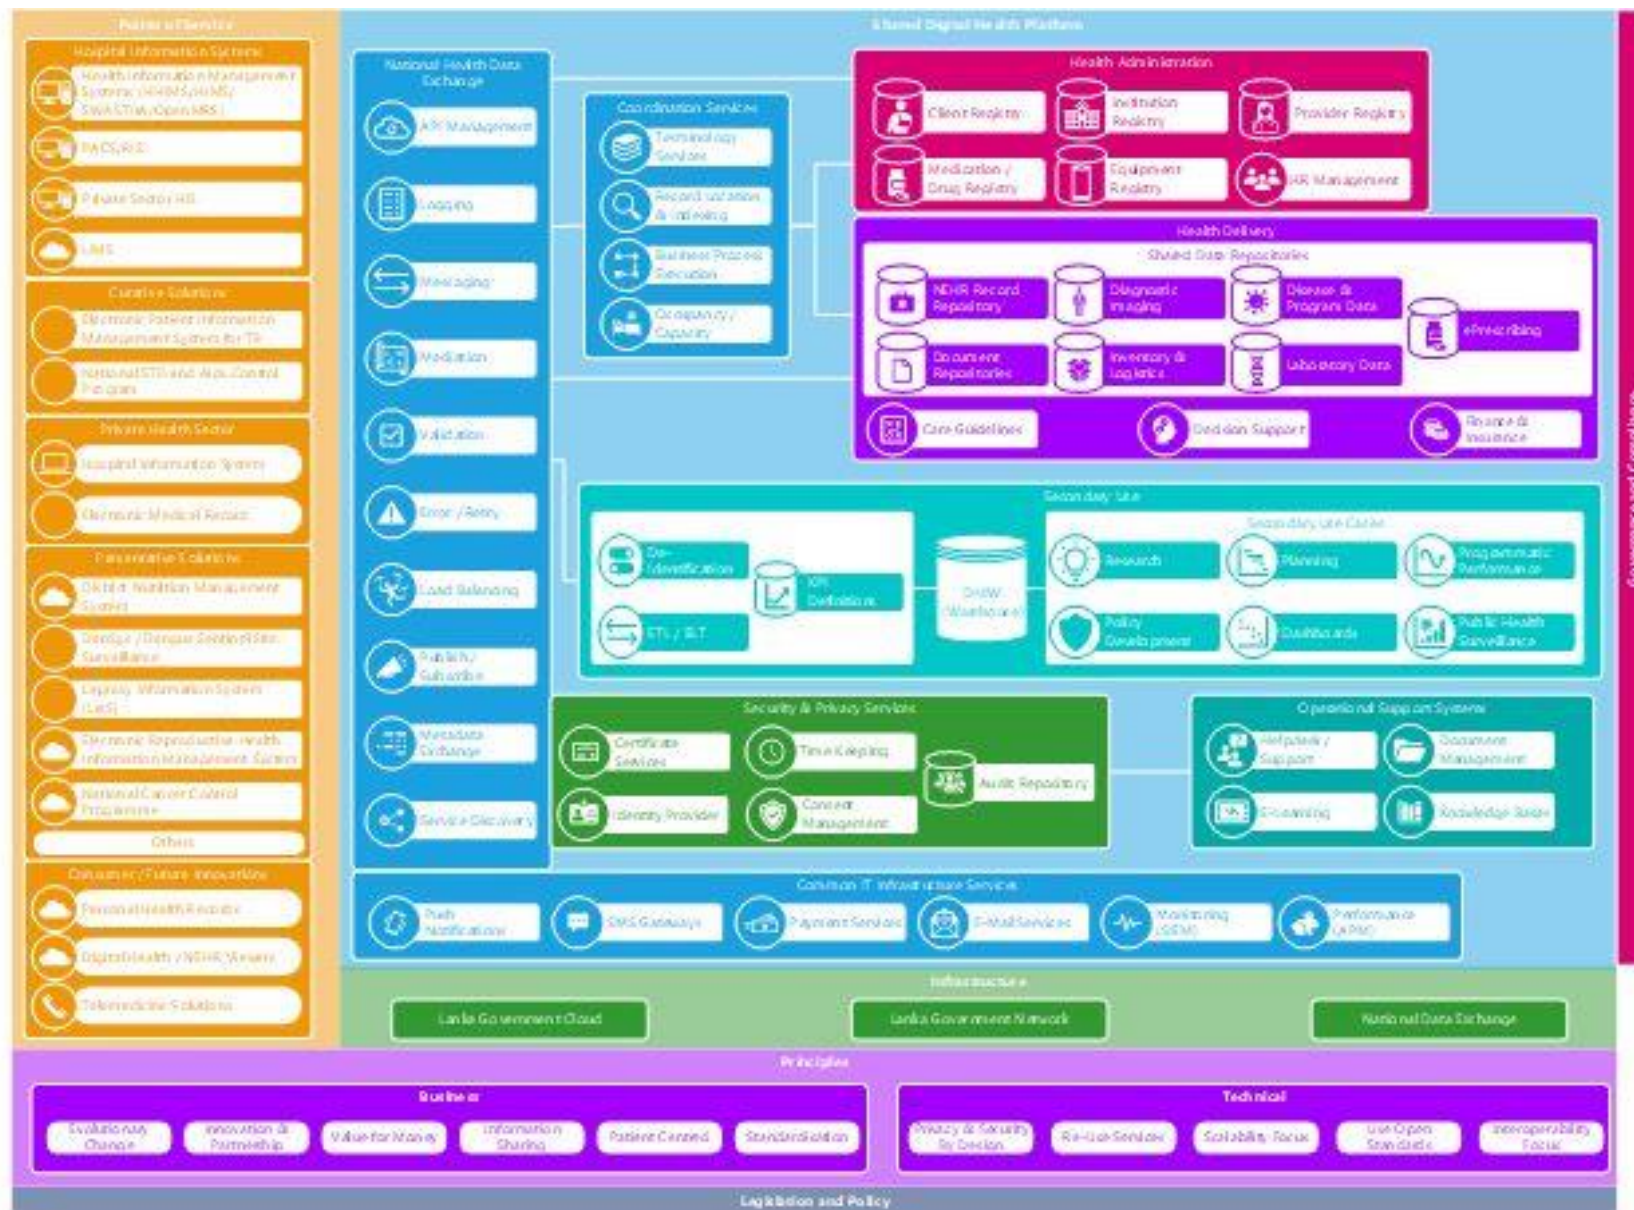 Point of Service
Hospital Information Systems
Health Information Management
Systems (HHIMS/HIMS/
SWASTHA/OpenMRS)
PACS/RIS
Private Sector HIS
LIMS
Curative Solutions
Electronic Patient Information
Management System for TB
National STD and Aids Control
Program
Private Health Sector
Hospital Information System
Electronic Medical Record
Preventative Solutions
District Nutrition Management
System
Surveillance
Leprosy Information System
Electronic Reproductive Health
Information Management System
National Cancer Control
Programme
Others
Consumer / Future Innovations
Personal Health Records
Digital Health / NEHR Viewers
Telemedicine Solutions
Shared Digital Health Platform
National Health Data
Exchange
API Management
Logging
Messaging
Mediation
Validation
Error / Retry
Load Balancing
Publish /
Subscribe
Metadata
Exchange
Service Discovery
Coordination Services
Terminology
Services
Record Location
& Indexing
Business Process
Execution
Occupancy /
Capacity
Health Administration
Client Registry
Institution
Registry
Provider Registry
Medication /
Drug Registry
Equipment
Registry
HR Management
Health Delivery
Shared Data Repositories
NEHR Record
Repository
Diagnostic
Imaging
Disease &
Program Data
ePrescribing
Document
Repositories
Inventory &
Logistics
Laboratory Data
Care Guidelines
Decision Support
Finance &
Insurance
Secondary Use
De-
Identification
ETL / ELT
KPI
Definitions
(Warehouse)
Secondary Use Cases
Research
Planning
Programmatic
Performance
Policy
Development
Dashboards
Public Health
Surveillance
Security & Privacy Services
Certificate
Services
Time Keeping
Audit Repository
Identity Provider
Consent
Management
Operational Support Systems
Helpdesk /
Support
Document
Management
E-Learning
Knowledge Bases
Common IT Infrastructure Services
Push
Notifications
SMS Gateways
Payment Services
E-Mail Services
Monitoring
(SIEM)
Performance
(APM)
Infrastructure
Lanka Government Cloud
Lanka Government Network
National Data Exchange
Principles
Business
Evolutionary
Change
Innovation &
Partnership
Value for Money
Information
Sharing
Patient Centred
Standardisation
Technical
Privacy & Security
By Design
Re-Use Services
Scalability Focus
Use Open
Standards
Interoperability
Focus
Legislation and Policy